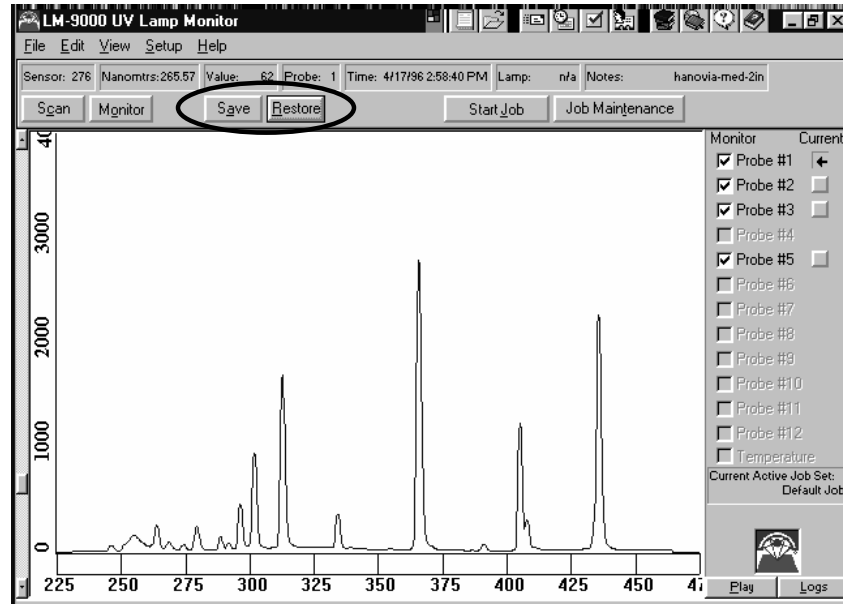 LM-9000 UV Lamp Monitor
File Edit View Setup Help
Sensor: 276 Nanomtrs: 265.57 Value: 62 Probe: 1 Time: 4/17/96 2:58:40 PM Lamp: n/a Notes: hanovia-med-2in
Scan Monitor Save Restore Start Job Job Maintenance
Monitor Current
Probe #1
Probe #2
Probe #3
Probe #4
Probe #5
Probe #6
Probe #7
Probe #8
Probe #9
Probe #10
Probe #11
Probe #12
Temperature
Current Active Job Set:
Default Job
Play Logs
3000
2000
1000
0
225 250 275 300 325 350 375 400 425 450